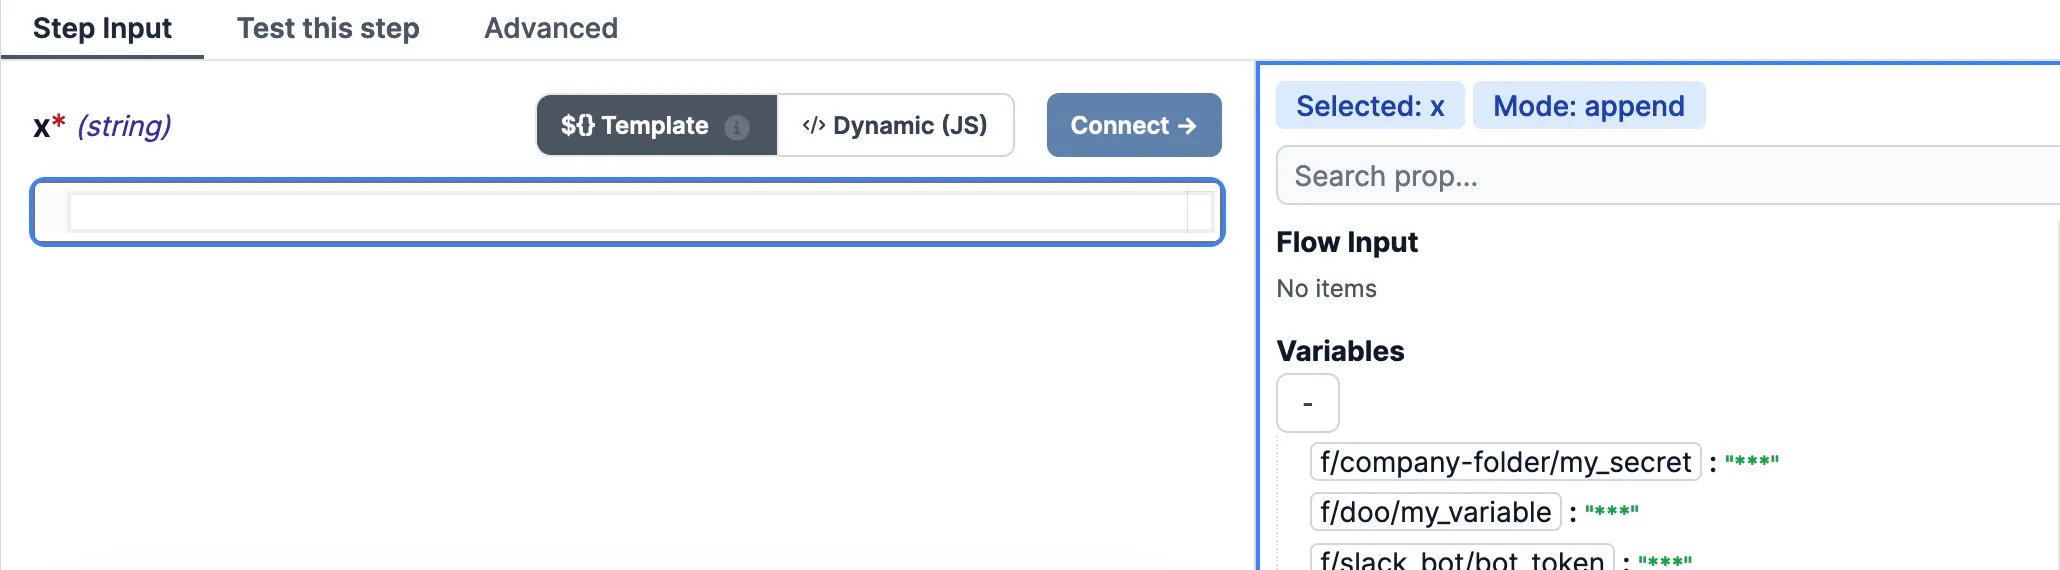 Step Input Test this step Advanced
x* (string) ${} Template </> Dynamic (JS) Connect →
Selected: x Mode: append
Search prop...
Flow Input
No items
Variables
-
f/company-folder/my_secret : "***"
f/doo/my_variable : "***"
f/slack_bot/bot_token : "***"